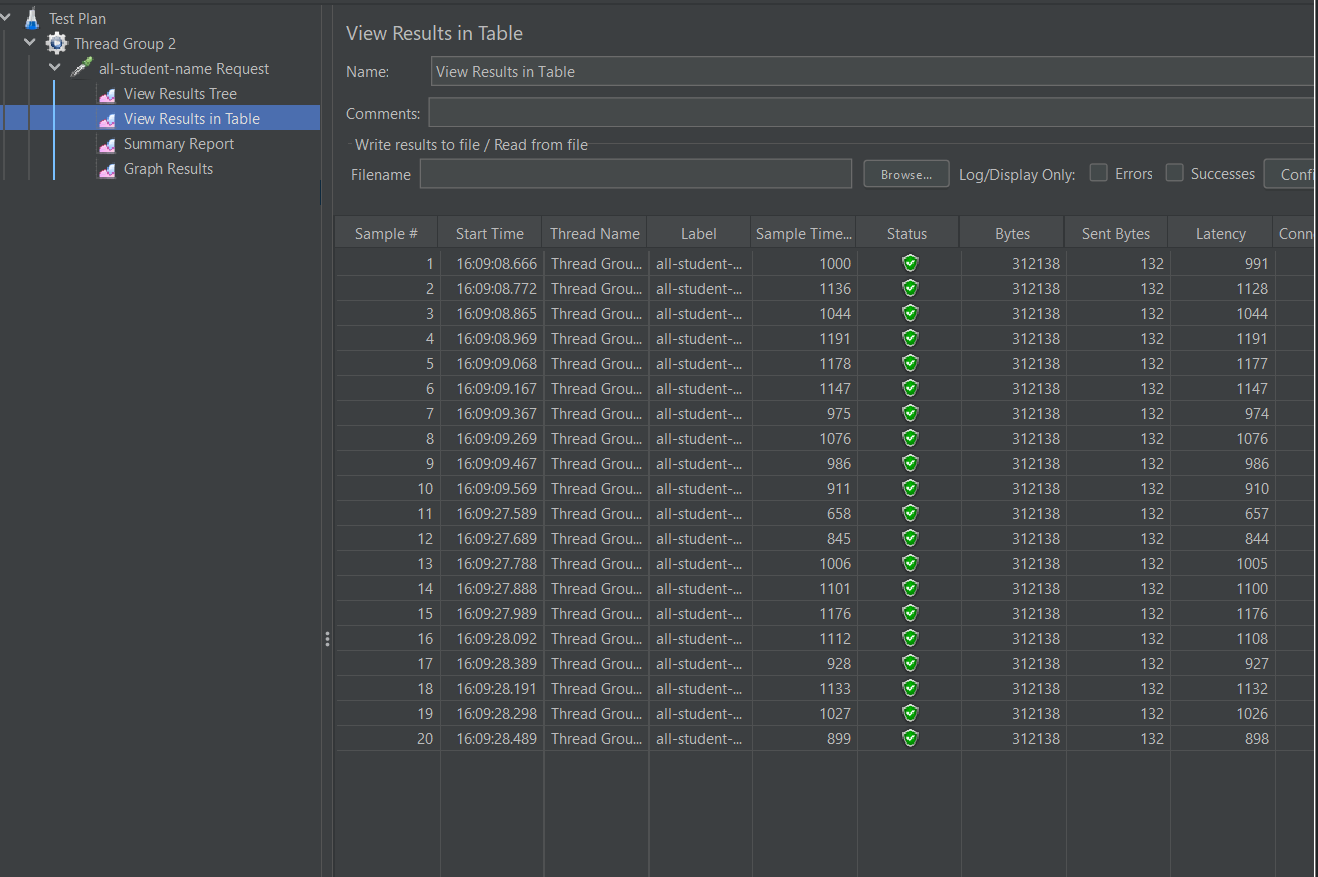 Test Plan
Thread Group 2
all-student-name Request
View Results Tree
View Results in Table
Summary Report
Graph Results
View Results in Table
Name: View Results in Table
Comments:
Write results to file / Read from file
Filename Browse... Log/Display Only: Errors Successes Confi
Sample # Start Time Thread Name Label Sample Time... Status Bytes Sent Bytes Latency Conn
1 16:09:08.666 Thread Grou... all-student-... 1000 312138 132 991
2 16:09:08.772 Thread Grou... all-student-... 1136 312138 132 1128
3 16:09:08.865 Thread Grou... all-student-... 1044 312138 132 1044
4 16:09:08.969 Thread Grou... all-student-... 1191 312138 132 1191
5 16:09:09.068 Thread Grou... all-student-... 1178 312138 132 1177
6 16:09:09.167 Thread Grou... all-student-... 1147 312138 132 1147
7 16:09:09.367 Thread Grou... all-student-... 975 312138 132 974
8 16:09:09.269 Thread Grou... all-student-... 1076 312138 132 1076
9 16:09:09.467 Thread Grou... all-student-... 986 312138 132 986
10 16:09:09.569 Thread Grou... all-student-... 911 312138 132 910
11 16:09:27.589 Thread Grou... all-student-... 658 312138 132 657
12 16:09:27.689 Thread Grou... all-student-... 845 312138 132 844
13 16:09:27.788 Thread Grou... all-student-... 1006 312138 132 1005
14 16:09:27.888 Thread Grou... all-student-... 1101 312138 132 1100
15 16:09:27.989 Thread Grou... all-student-... 1176 312138 132 1176
16 16:09:28.092 Thread Grou... all-student-... 1112 312138 132 1108
17 16:09:28.389 Thread Grou... all-student-... 928 312138 132 927
18 16:09:28.191 Thread Grou... all-student-... 1133 312138 132 1132
19 16:09:28.298 Thread Grou... all-student-... 1027 312138 132 1026
20 16:09:28.489 Thread Grou... all-student-... 899 312138 132 898